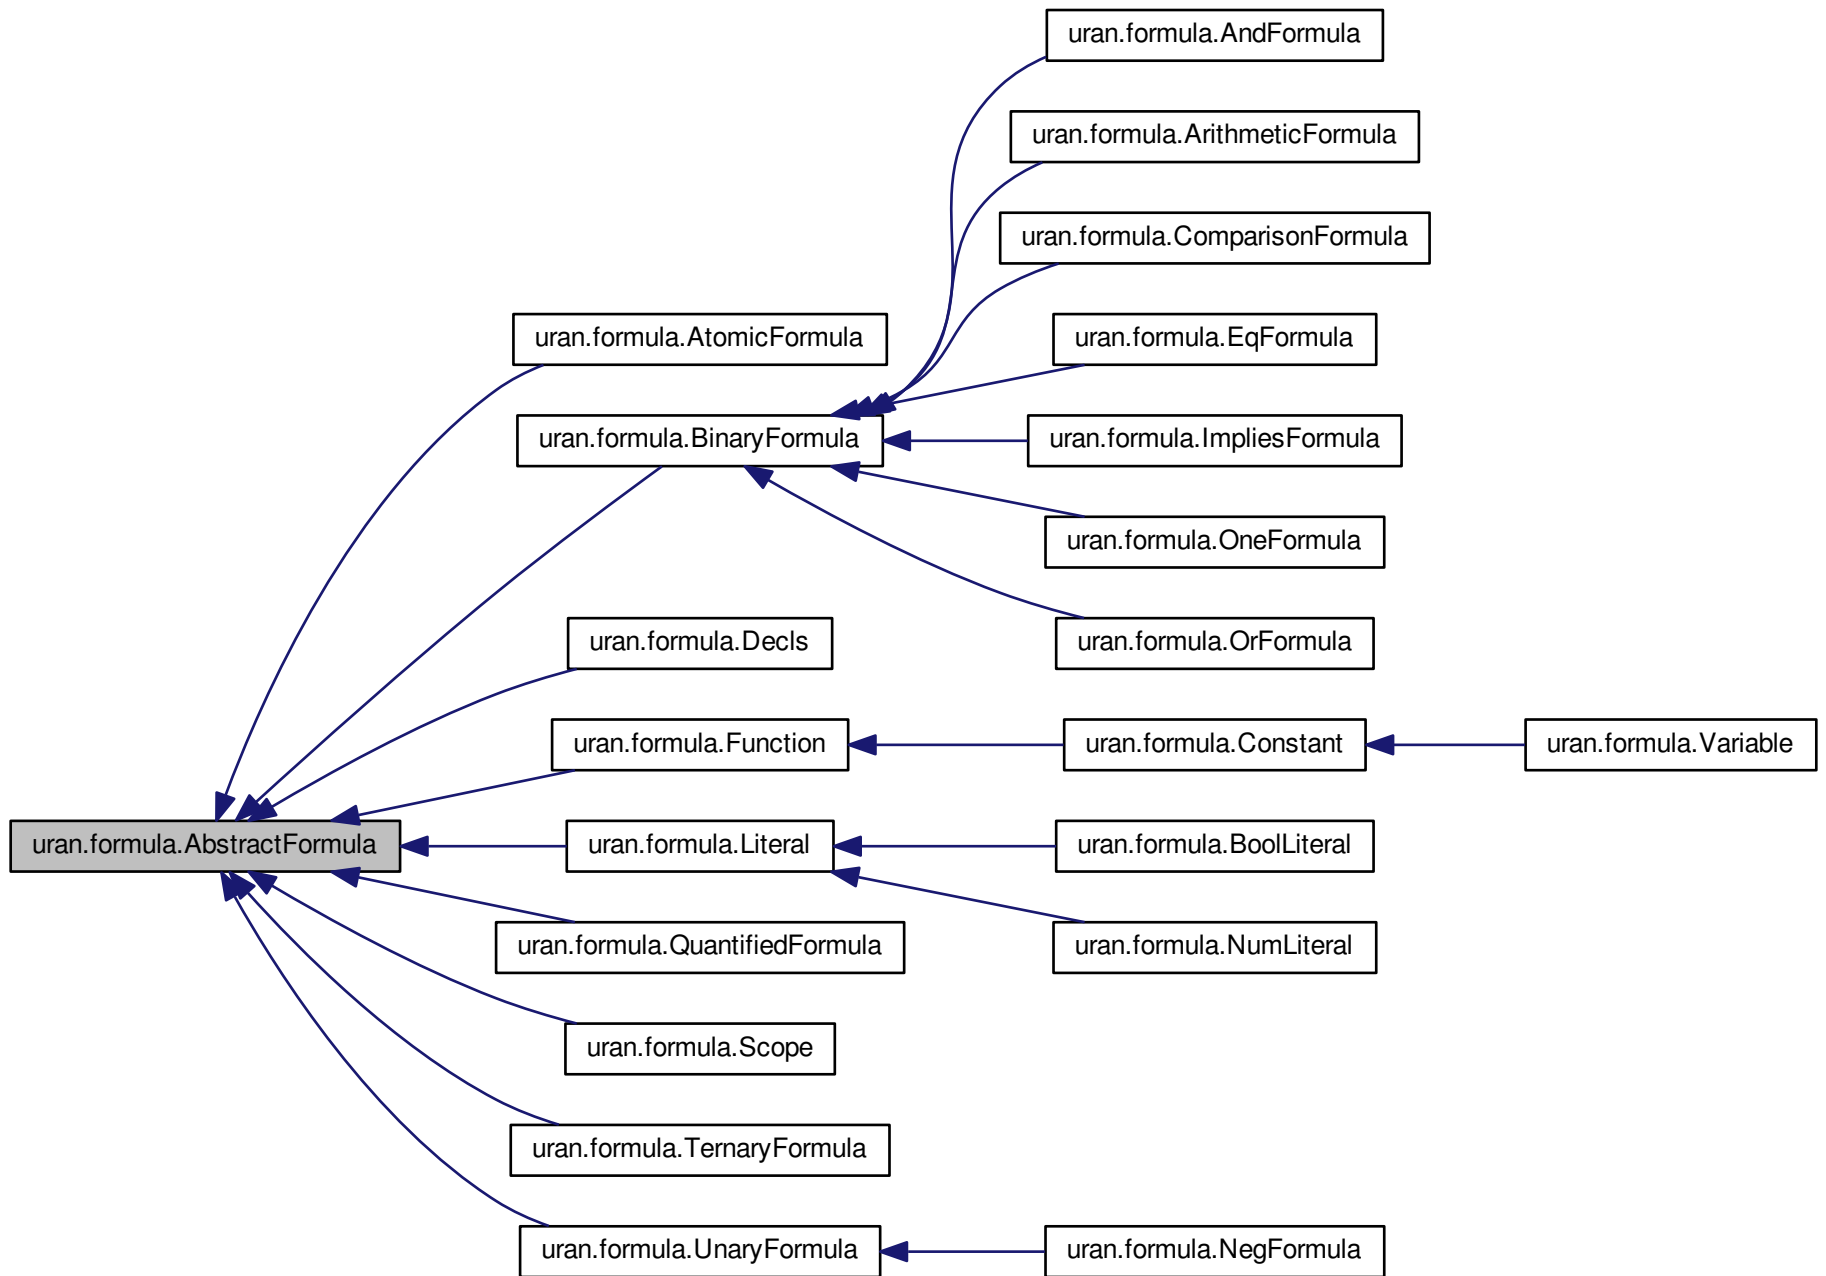 uran.formula.AndFormula
uran.formula.ArithmeticFormula
uran.formula.ComparisonFormula
uran.formula.AtomicFormula
uran.formula.EqFormula
uran.formula.BinaryFormula
uran.formula.ImpliesFormula
uran.formula.OneFormula
uran.formula.Decls
uran.formula.OrFormula
uran.formula.Function
uran.formula.Constant
uran.formula.Variable
uran.formula.AbstractFormula
uran.formula.Literal
uran.formula.BoolLiteral
uran.formula.QuantifiedFormula
uran.formula.NumLiteral
uran.formula.Scope
uran.formula.TernaryFormula
uran.formula.UnaryFormula
uran.formula.NegFormula